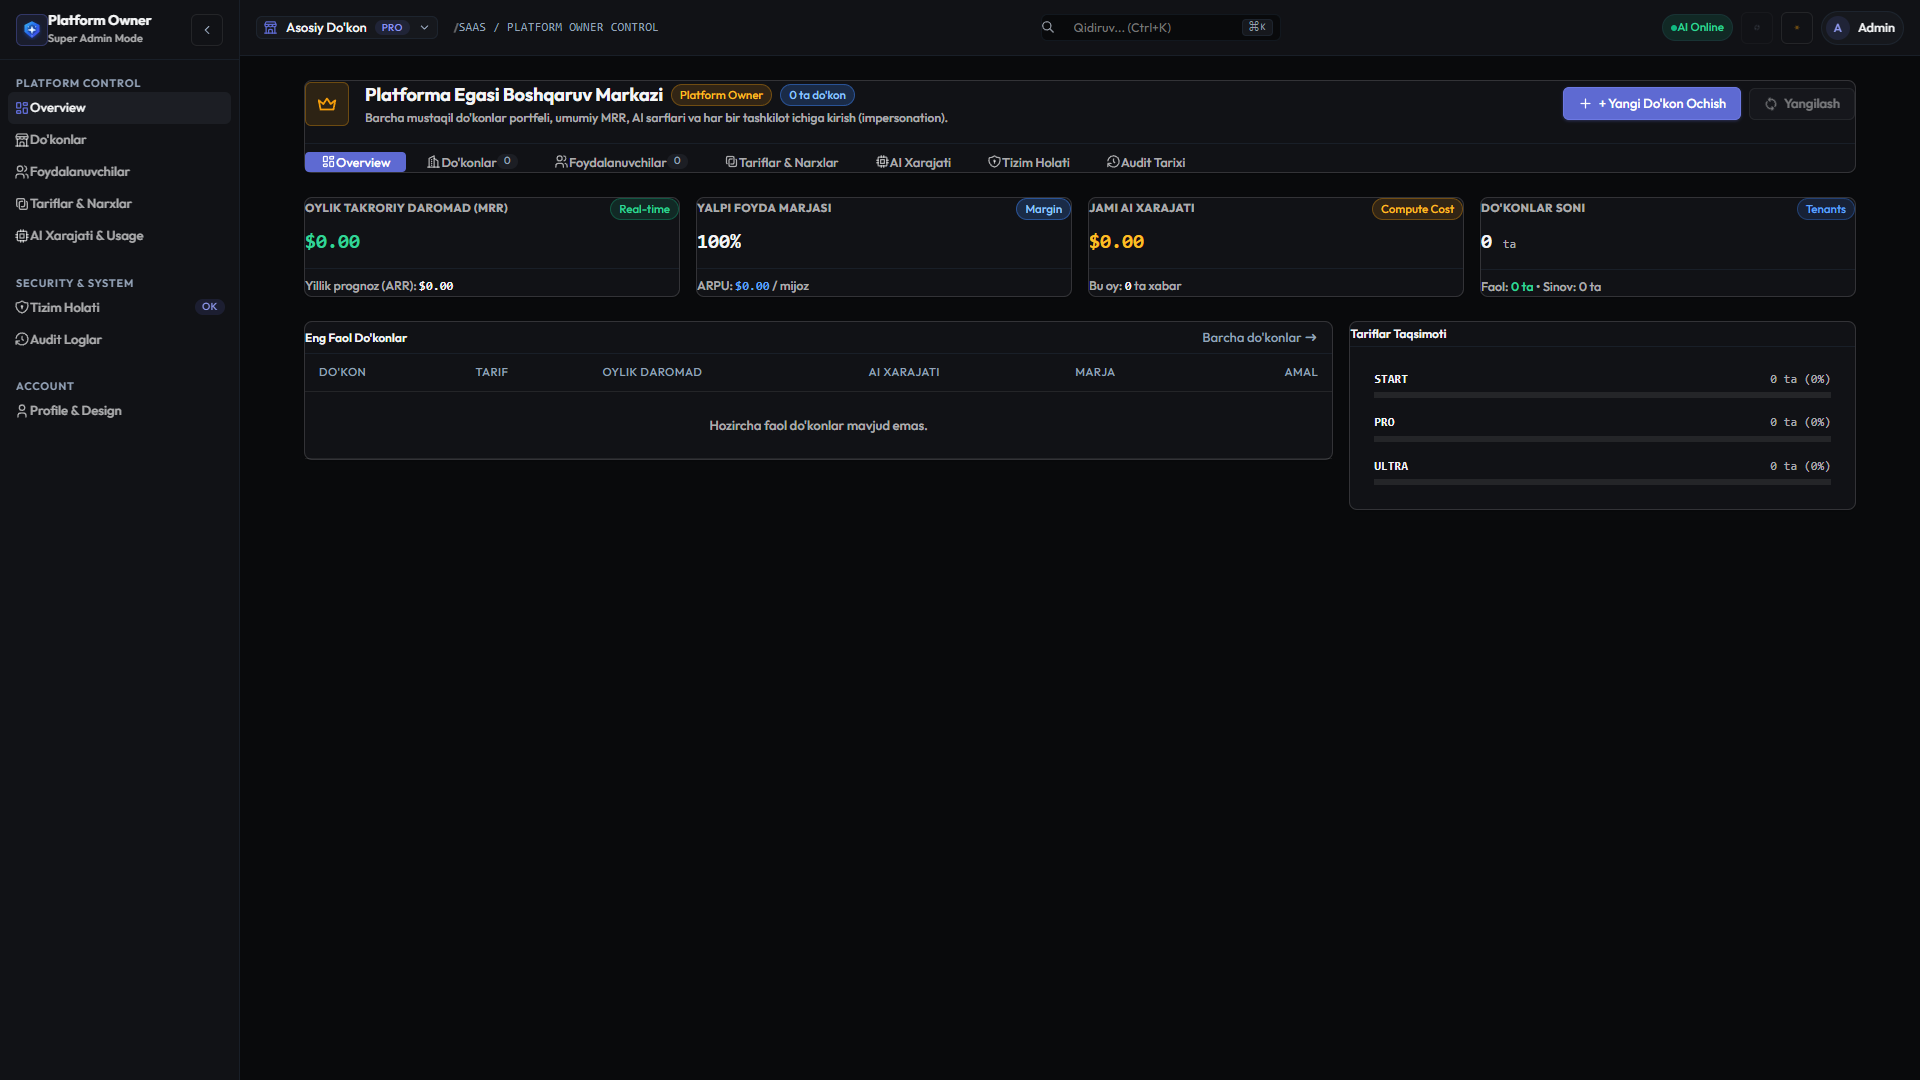 Platform Owner
Super Admin Mode
PLATFORM CONTROL
Overview
Do'konlar
Foydalanuvchilar
Tariflar & Narxlar
AI Xarajati & Usage
SECURITY & SYSTEM
Tizim Holati OK
Audit Loglar
ACCOUNT
Profile & Design
Asosiy Do'kon PRO /SAAS / PLATFORM OWNER CONTROL
Qidiruv... (Ctrl+K) ⌘K
AI Online
A Admin
Platforma Egasi Boshqaruv Markazi Platform Owner 0 ta do'kon
Barcha mustaqil do'konlar portfeli, umumiy MRR, AI sarflari va har bir tashkilot ichiga kirish (impersonation).
+ + Yangi Do'kon Ochish Yangilash
Overview Do'konlar 0 Foydalanuvchilar 0 Tariflar & Narxlar AI Xarajati Tizim Holati Audit Tarixi
OYLIK TAKRORIY DAROMAD (MRR) Real-time
$0.00
Yillik prognoz (ARR): $0.00
YALPI FOYDA MARJASI Margin
100%
ARPU: $0.00 / mijoz
JAMI AI XARAJATI Compute Cost
$0.00
Bu oy: 0 ta xabar
DO'KONLAR SONI Tenants
0 ta
Faol: 0 ta • Sinov: 0 ta
Eng Faol Do'konlar Barcha do'konlar →
DO'KON TARIF OYLIK DAROMAD AI XARAJATI MARJA AMAL
Hozircha faol do'konlar mavjud emas.
Tariflar Taqsimoti
START 0 ta (0%)
PRO 0 ta (0%)
ULTRA 0 ta (0%)